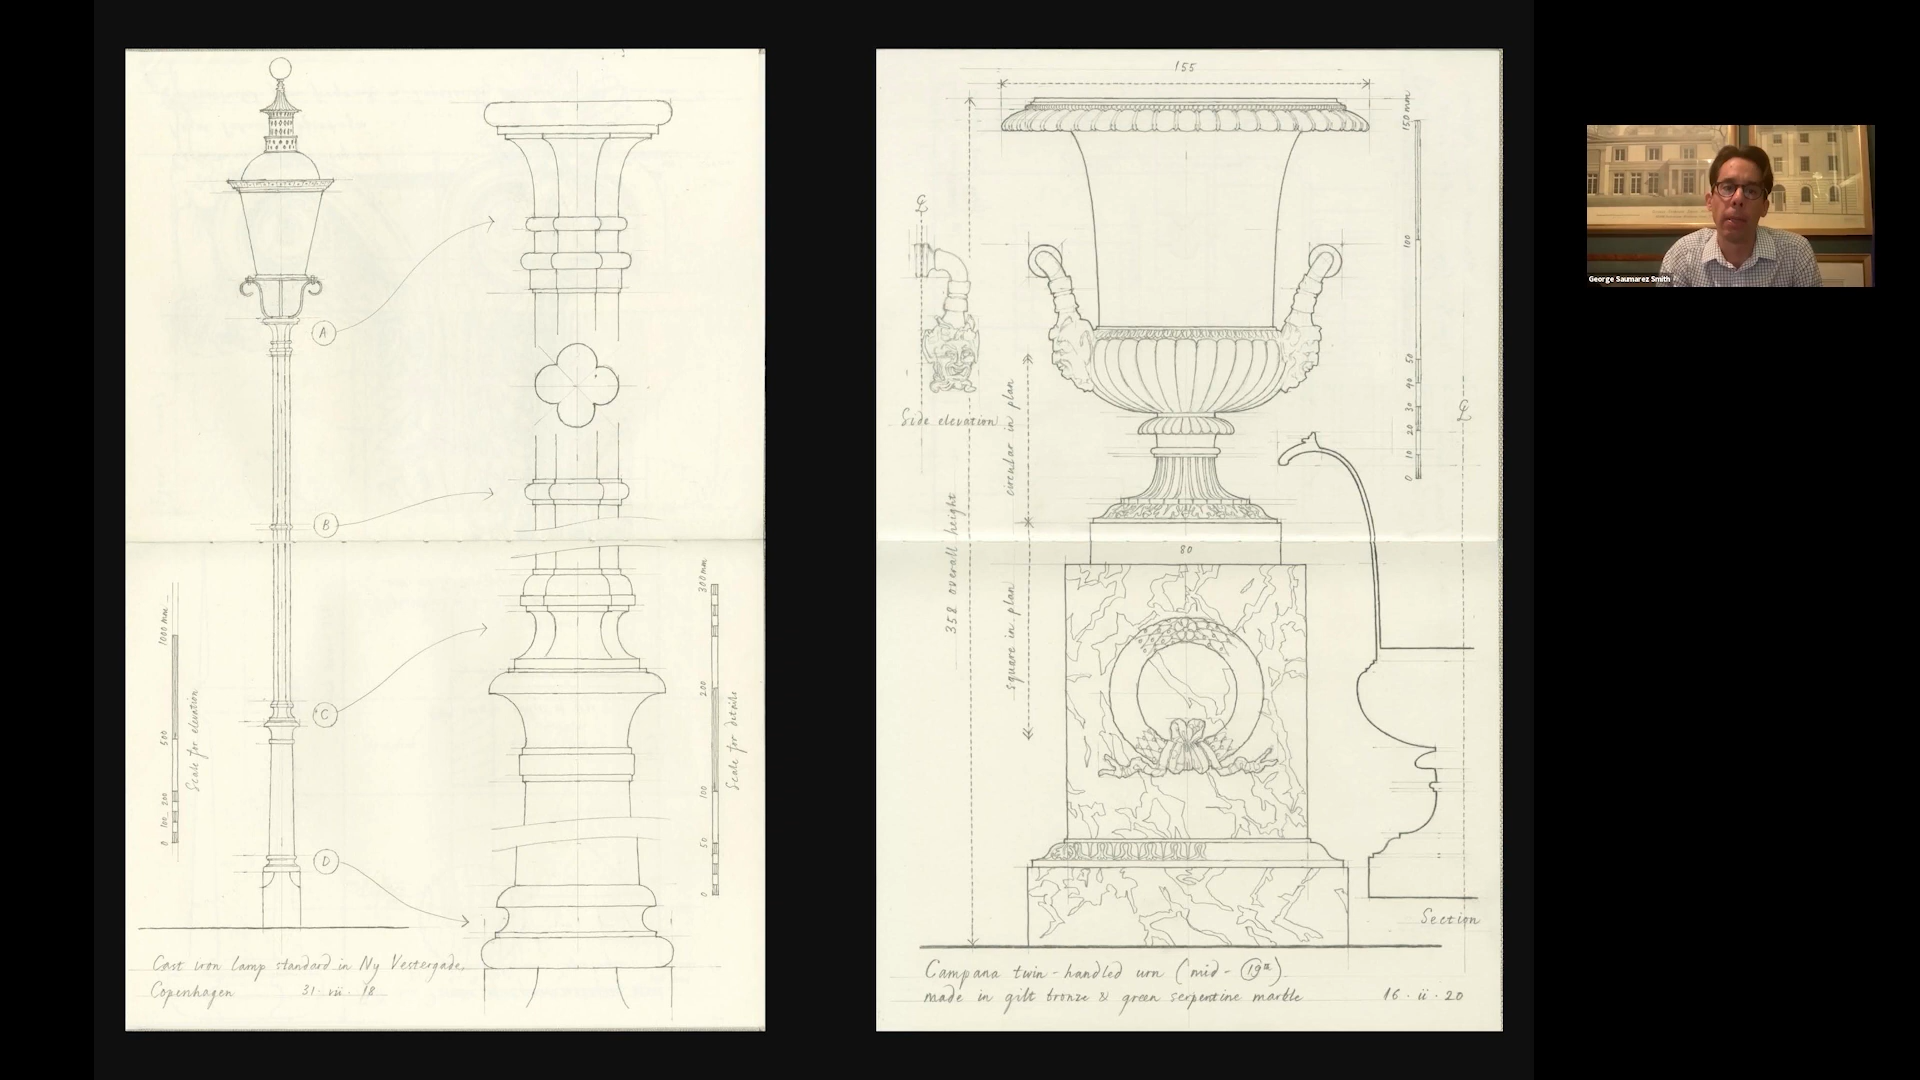 A
B
C
D
1000 mm
500
200
100
0
Scale for elevation
300 mm
200
100
50
0
Scale for details
Cast iron lamp standard in Ny Vestergade,
Copenhagen 31 · vii · 18
155
150 mm
100
50
40
30
20
10
0
Side elevation
circular in plan
358 overall height
square in plan
80
Section
Campana twin-handled urn (mid-19th)
made in gilt bronze & green serpentine marble 16 · ii · 20
George Saumarez Smith